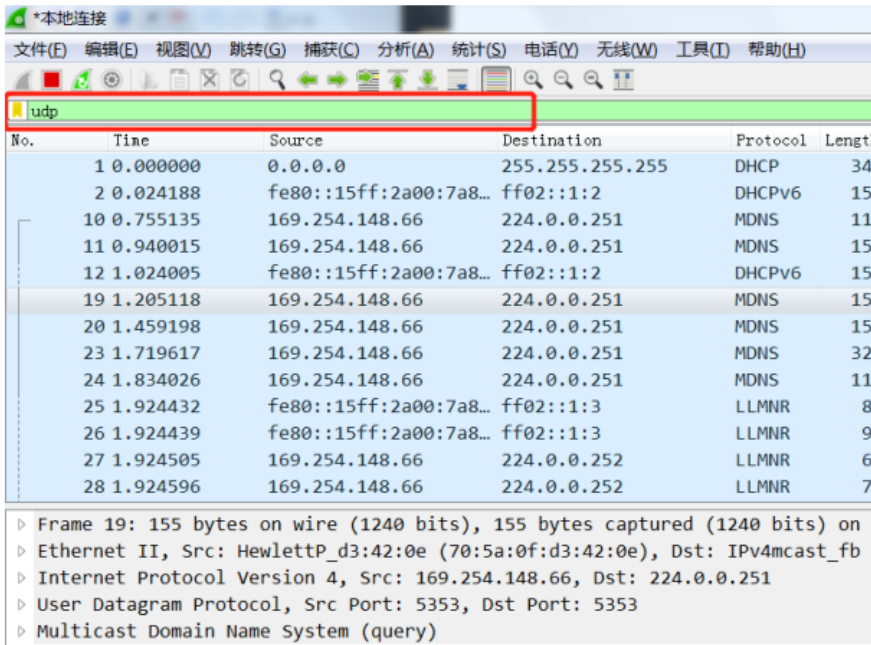 *本地连接
文件(F) 编辑(E) 视图(V) 跳转(G) 捕获(C) 分析(A) 统计(S) 电话(Y) 无线(W) 工具(T) 帮助(H)
udp
No. Time Source Destination Protocol Lengt
1 0.000000 0.0.0.0 255.255.255.255 DHCP 34
2 0.024188 fe80::15ff:2a00:7a8… ff02::1:2 DHCPv6 15
10 0.755135 169.254.148.66 224.0.0.251 MDNS 11
11 0.940015 169.254.148.66 224.0.0.251 MDNS 15
12 1.024005 fe80::15ff:2a00:7a8… ff02::1:2 DHCPv6 15
19 1.205118 169.254.148.66 224.0.0.251 MDNS 15
20 1.459198 169.254.148.66 224.0.0.251 MDNS 15
23 1.719617 169.254.148.66 224.0.0.251 MDNS 32
24 1.834026 169.254.148.66 224.0.0.251 MDNS 11
25 1.924432 fe80::15ff:2a00:7a8… ff02::1:3 LLMNR 8
26 1.924439 fe80::15ff:2a00:7a8… ff02::1:3 LLMNR 9
27 1.924505 169.254.148.66 224.0.0.252 LLMNR 6
28 1.924596 169.254.148.66 224.0.0.252 LLMNR 7
Frame 19: 155 bytes on wire (1240 bits), 155 bytes captured (1240 bits) on
Ethernet II, Src: HewlettP_d3:42:0e (70:5a:0f:d3:42:0e), Dst: IPv4mcast_fb
Internet Protocol Version 4, Src: 169.254.148.66, Dst: 224.0.0.251
User Datagram Protocol, Src Port: 5353, Dst Port: 5353
Multicast Domain Name System (query)